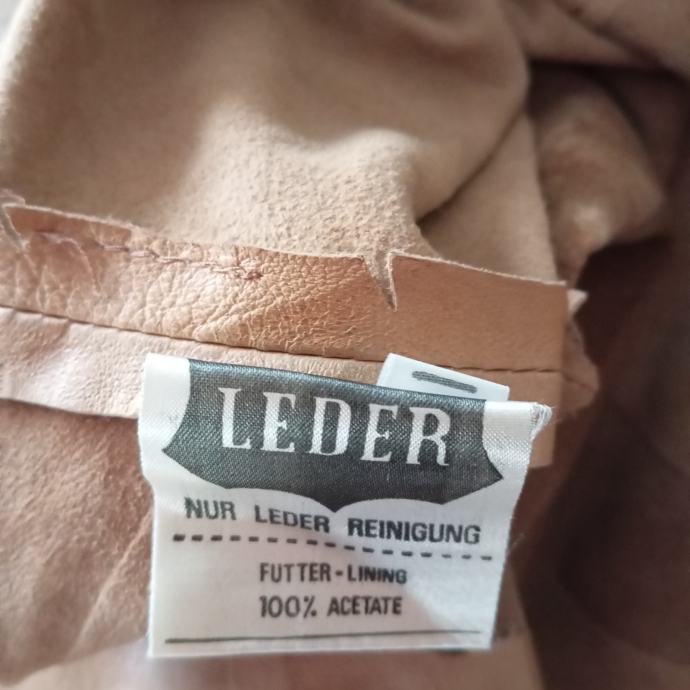 LEDER
NUR LEDER REINIGUNG
FUTTER-LINING
100% ACETATE